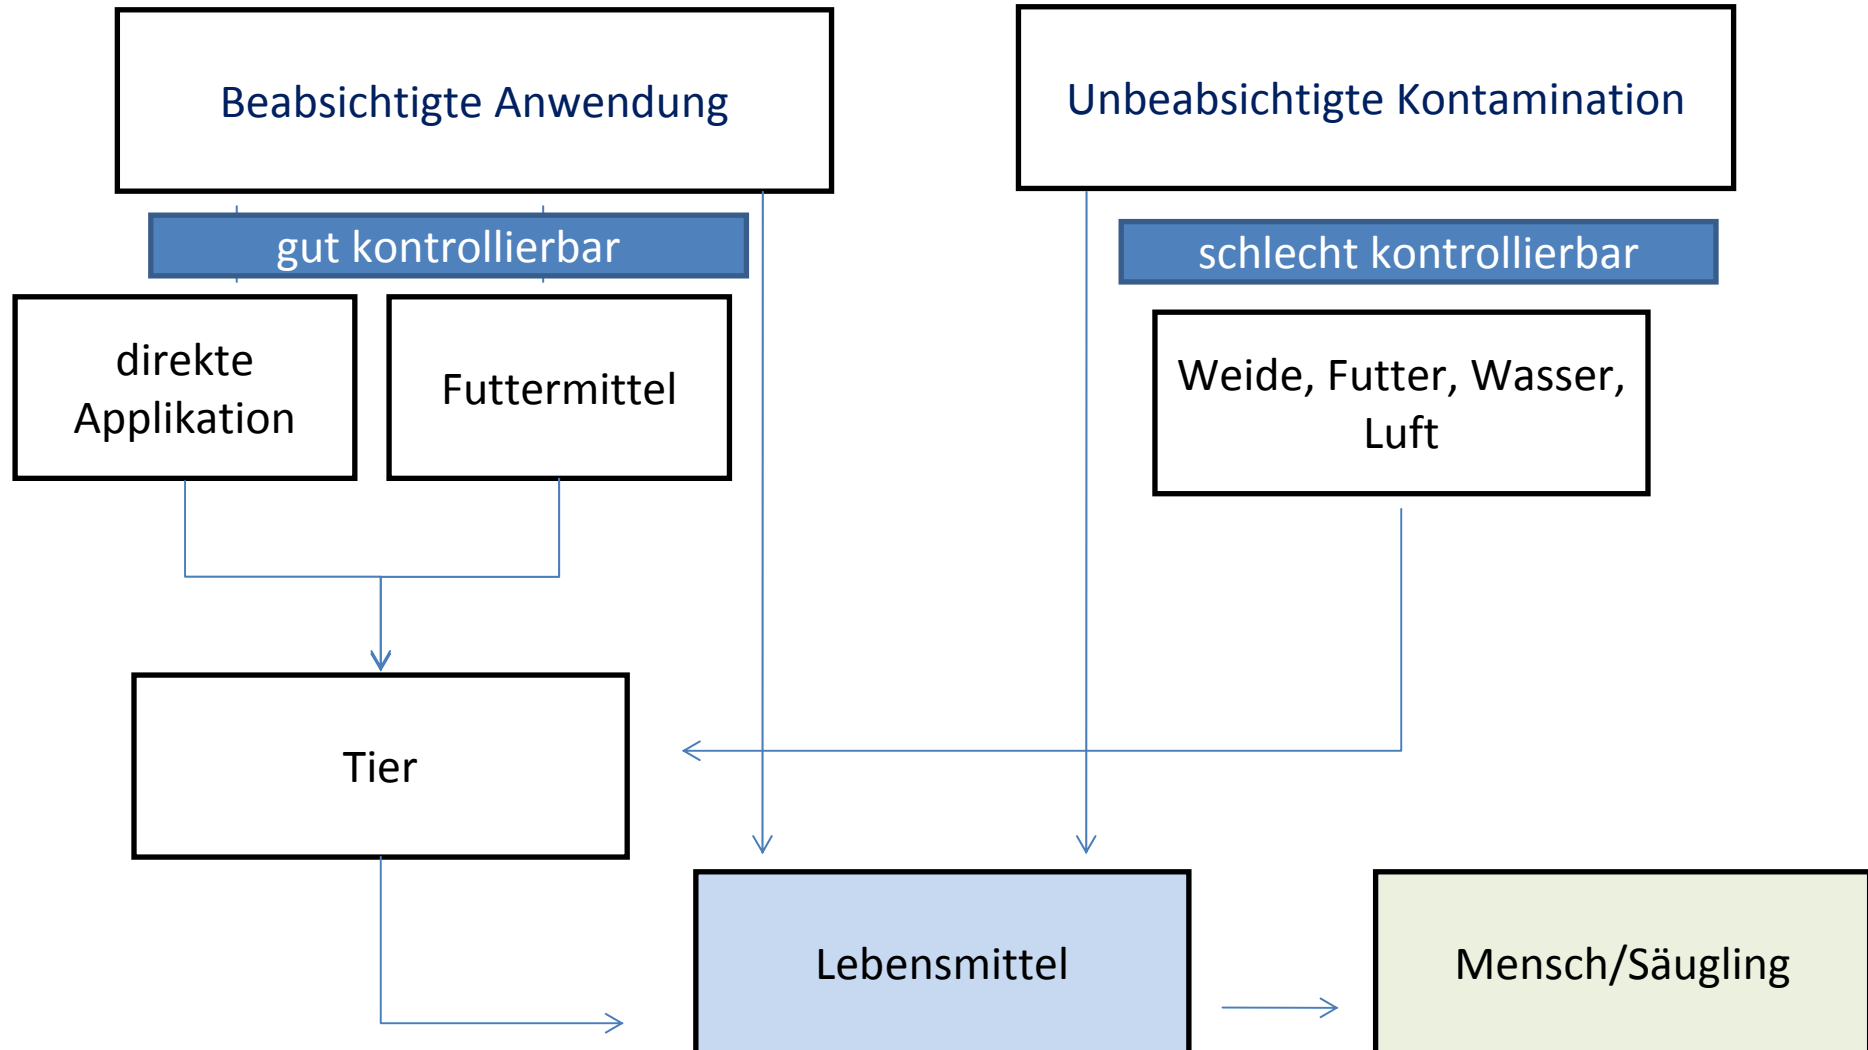 Beabsichtigte Anwendung
Unbeabsichtigte Kontamination
gut kontrollierbar
schlecht kontrollierbar
direkte
Applikation
Futtermittel
Weide, Futter, Wasser,
Luft
Tier
Lebensmittel
Mensch/Säugling